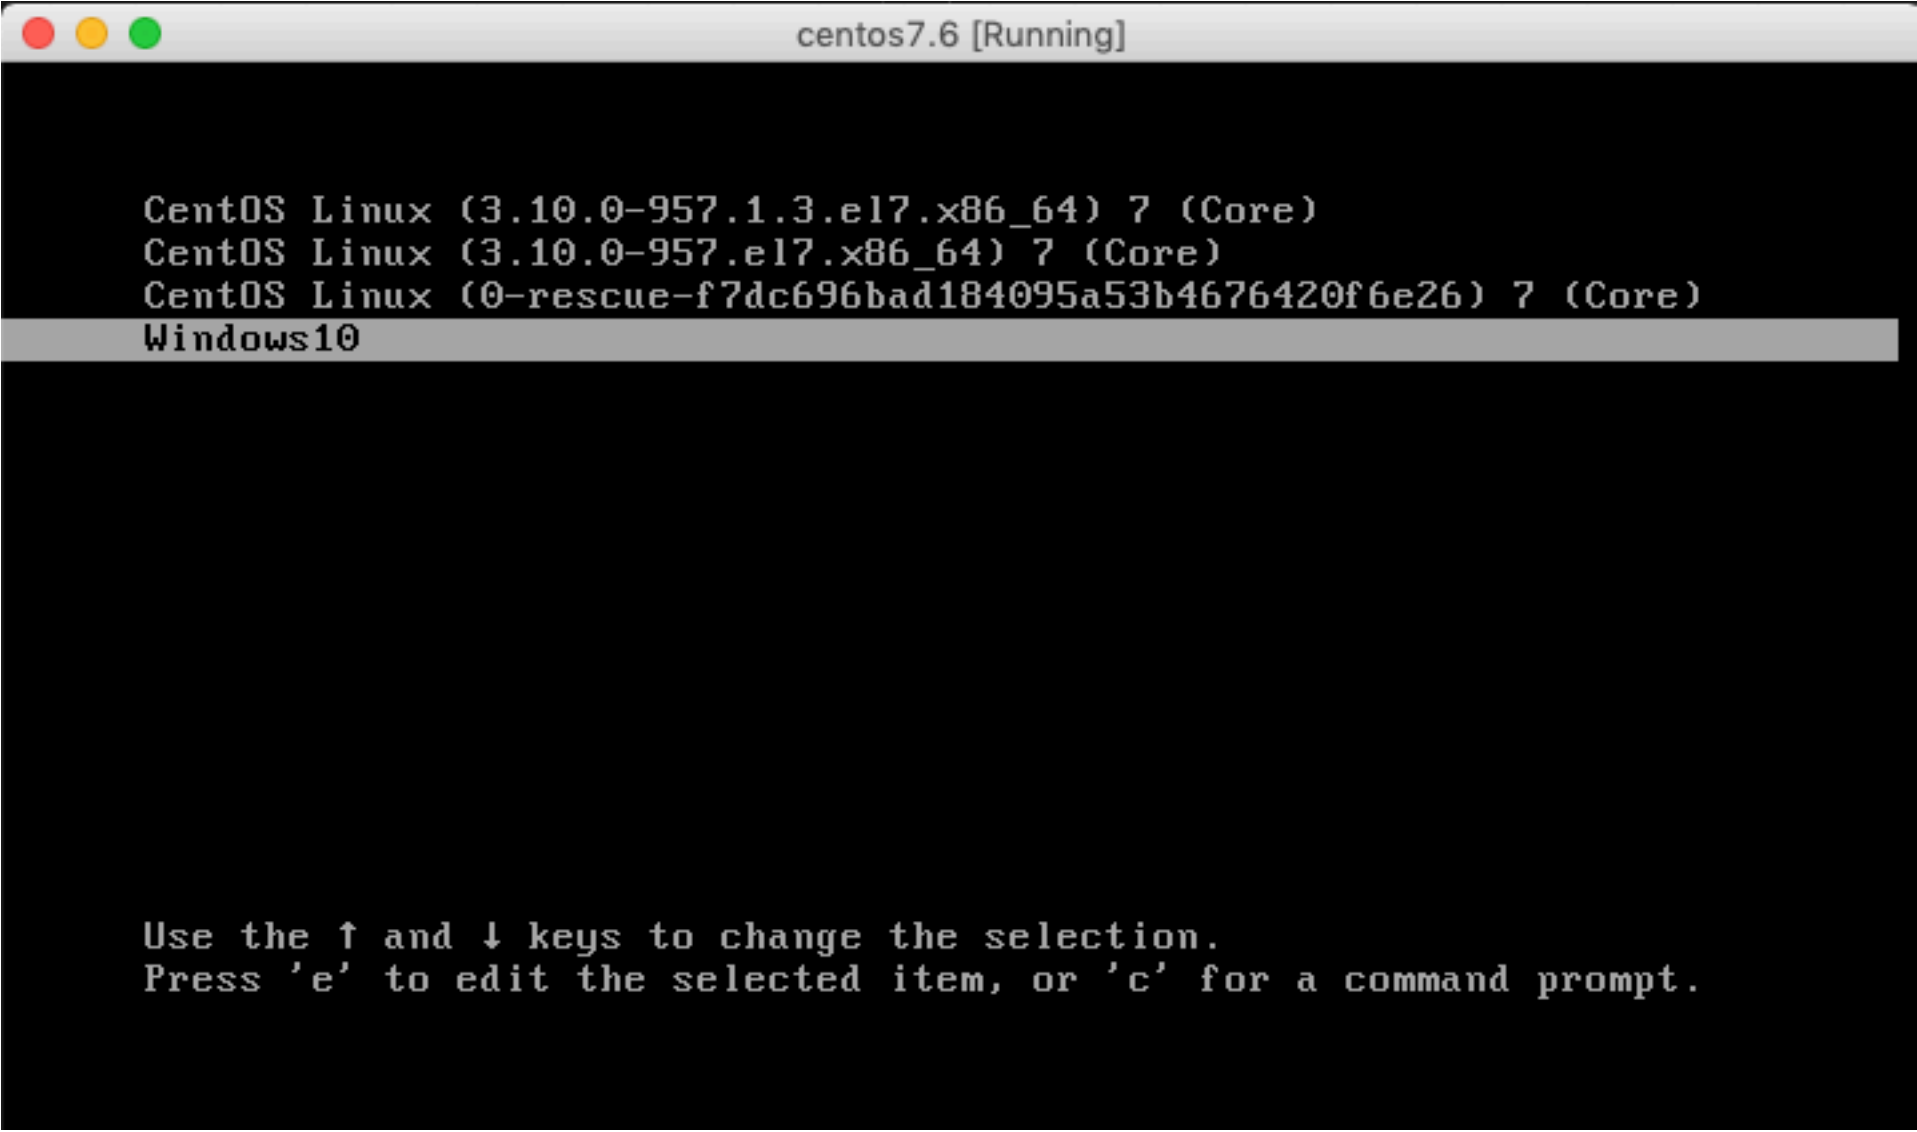 centos7.6 [Running]
CentOS Linux (3.10.0-957.1.3.el7.x86_64) 7 (Core)
CentOS Linux (3.10.0-957.el7.x86_64) 7 (Core)
CentOS Linux (0-rescue-f7dc696bad184095a53b4676420f6e26) 7 (Core)
Windows10
Use the ↑ and ↓ keys to change the selection.
Press 'e' to edit the selected item, or 'c' for a command prompt.